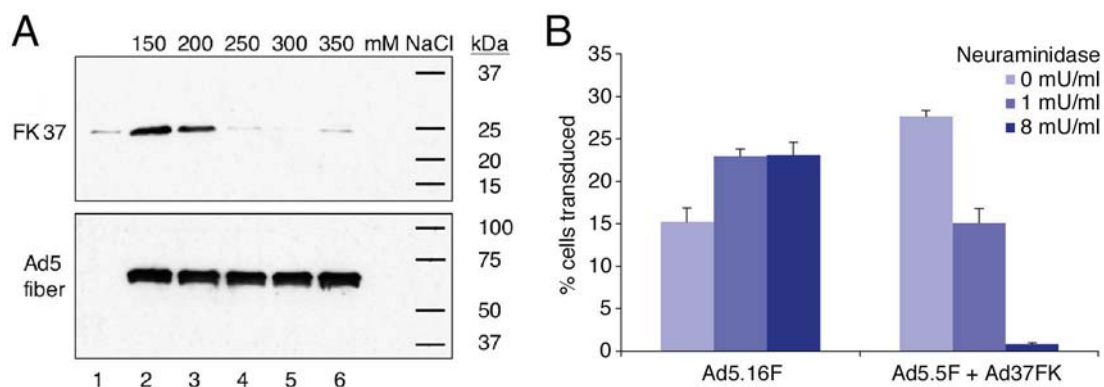 A
150 200 250 300 350 mM NaCl kDa
FK 37
37
25
20
15
Ad5
fiber
100
75
50
37
1 2 3 4 5 6
B
Neuraminidase
0 mU/ml
1 mU/ml
8 mU/ml
% cells transduced
35
30
25
20
15
10
5
0
Ad5.16F Ad5.5F + Ad37FK